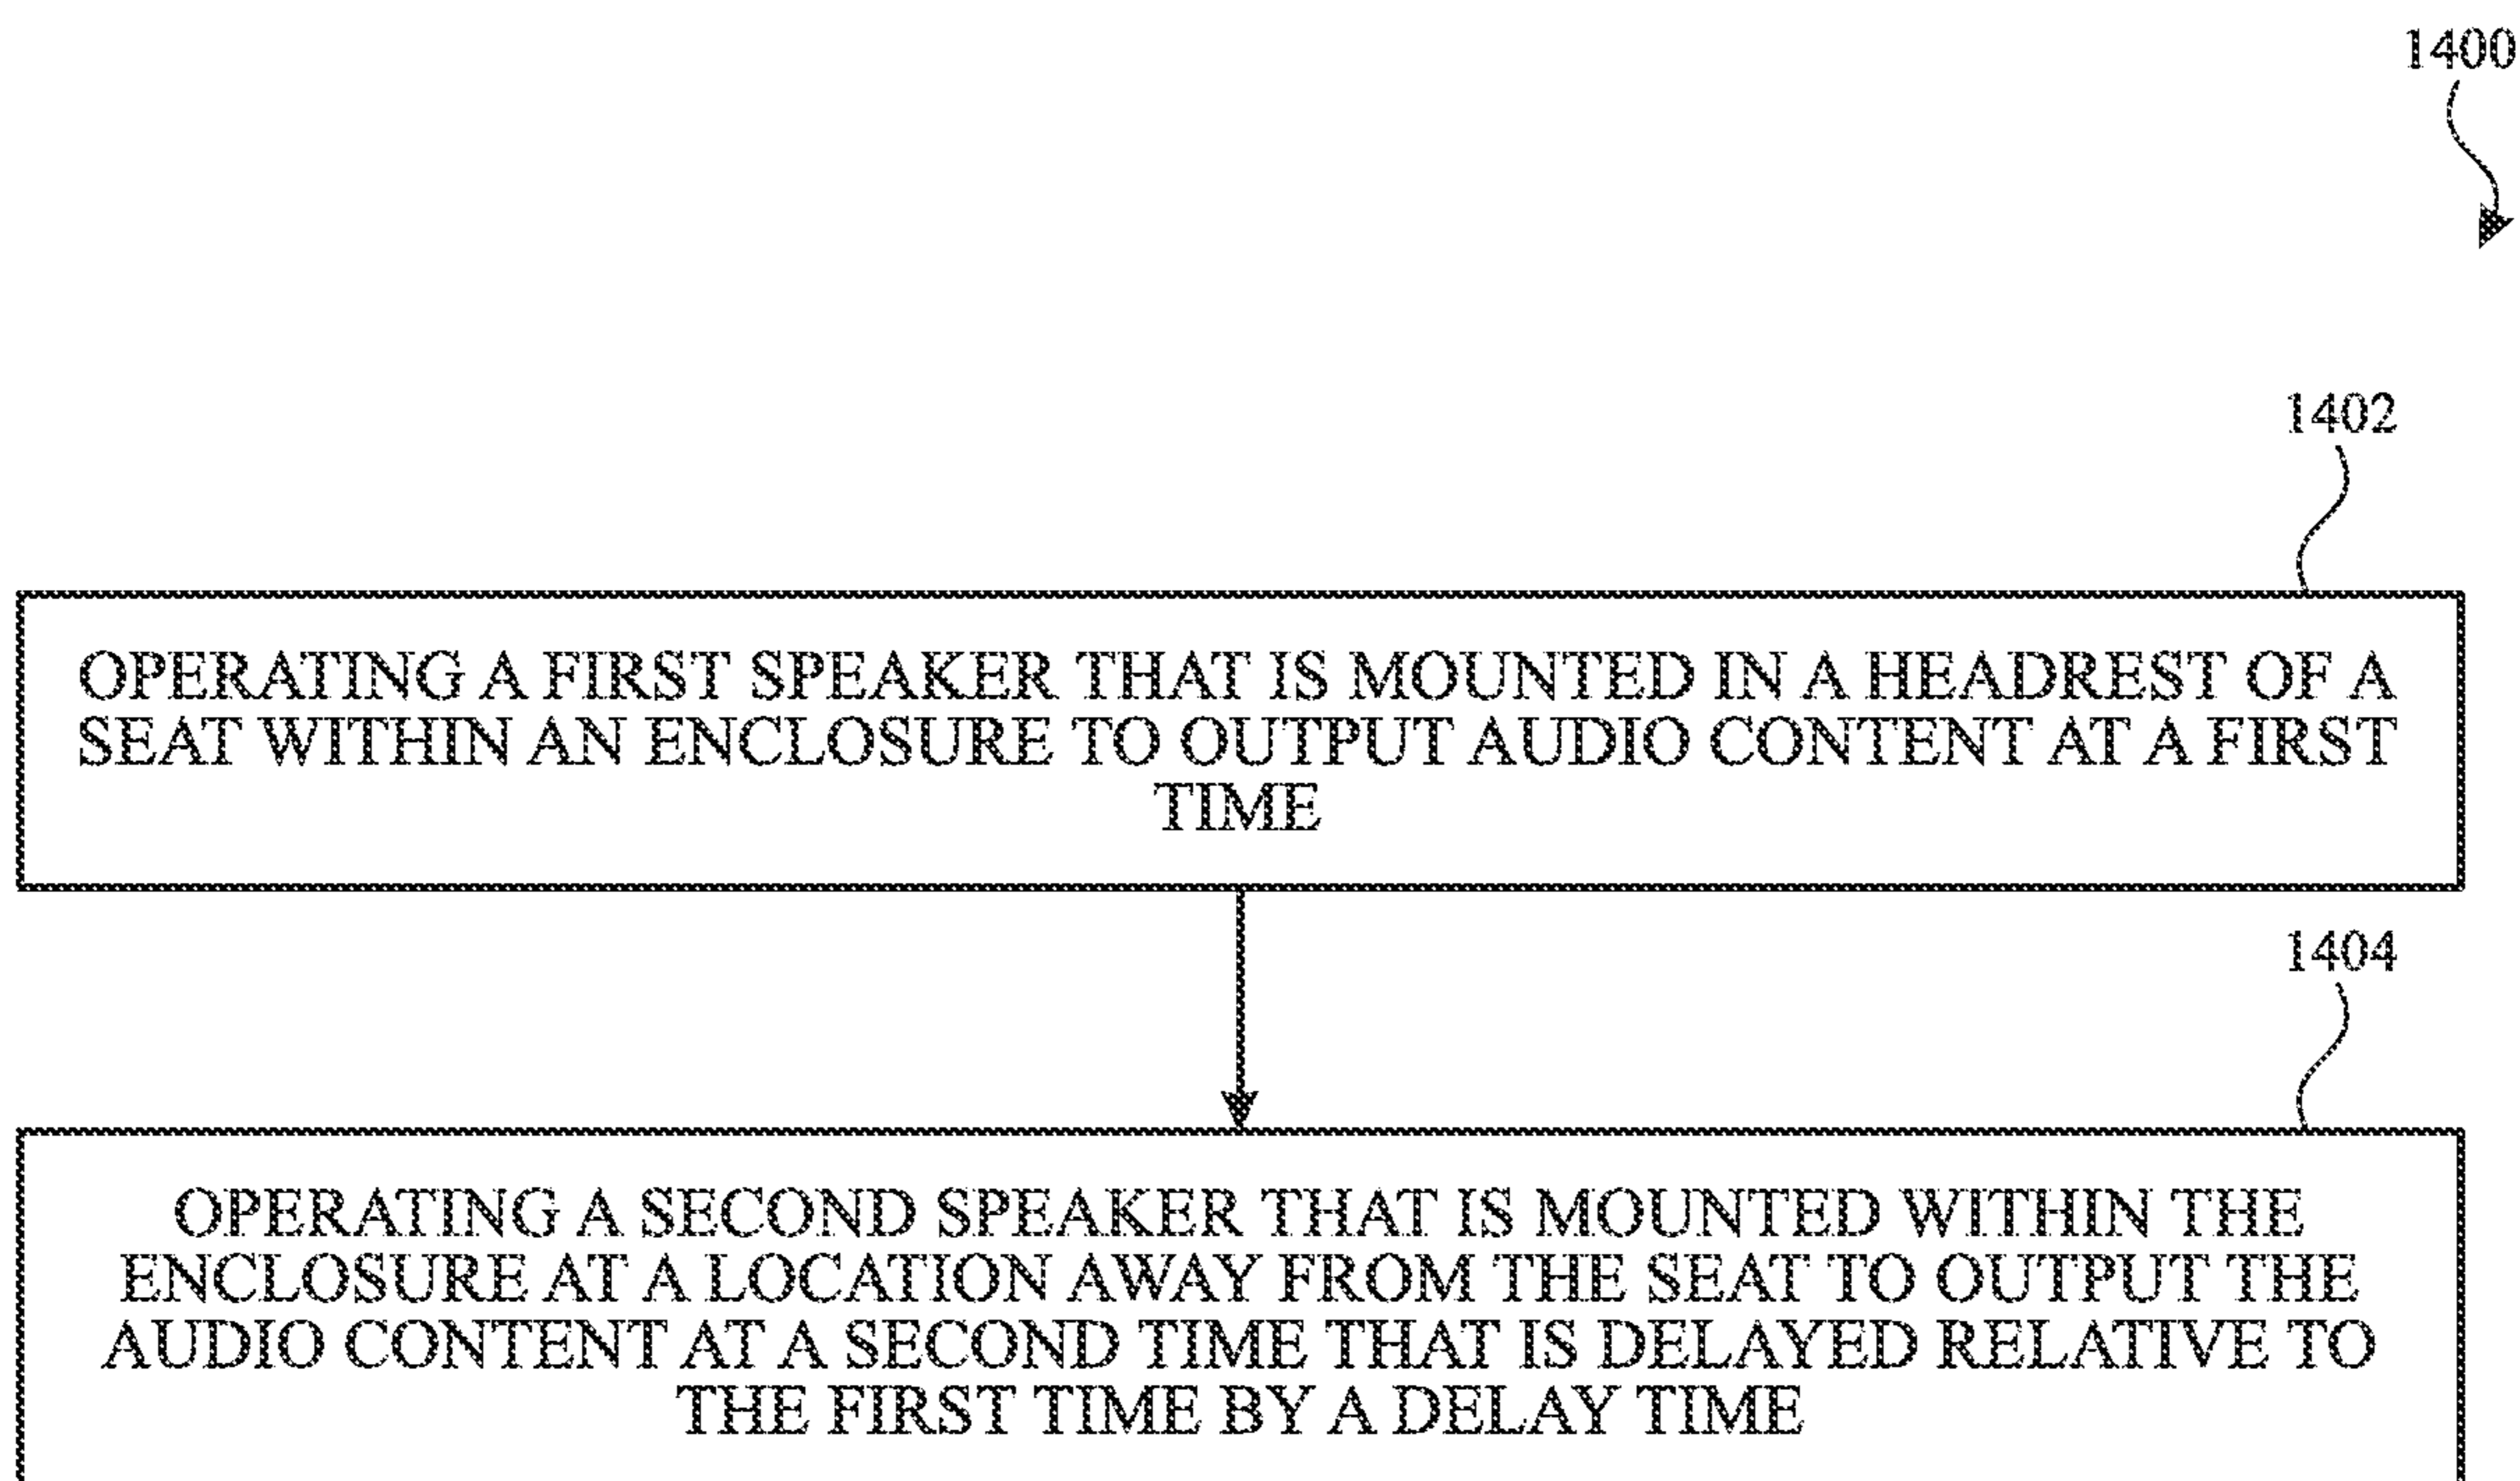 1400
1402
OPERATING A FIRST SPEAKER THAT IS MOUNTED IN A HEADREST OF A
SEAT WITHIN AN ENCLOSURE TO OUTPUT AUDIO CONTENT AT A FIRST
TIME
1404
OPERATING A SECOND SPEAKER THAT IS MOUNTED WITHIN THE
ENCLOSURE AT A LOCATION AWAY FROM THE SEAT TO OUTPUT THE
AUDIO CONTENT AT A SECOND TIME THAT IS DELAYED RELATIVE TO
THE FIRST TIME BY A DELAY TIME